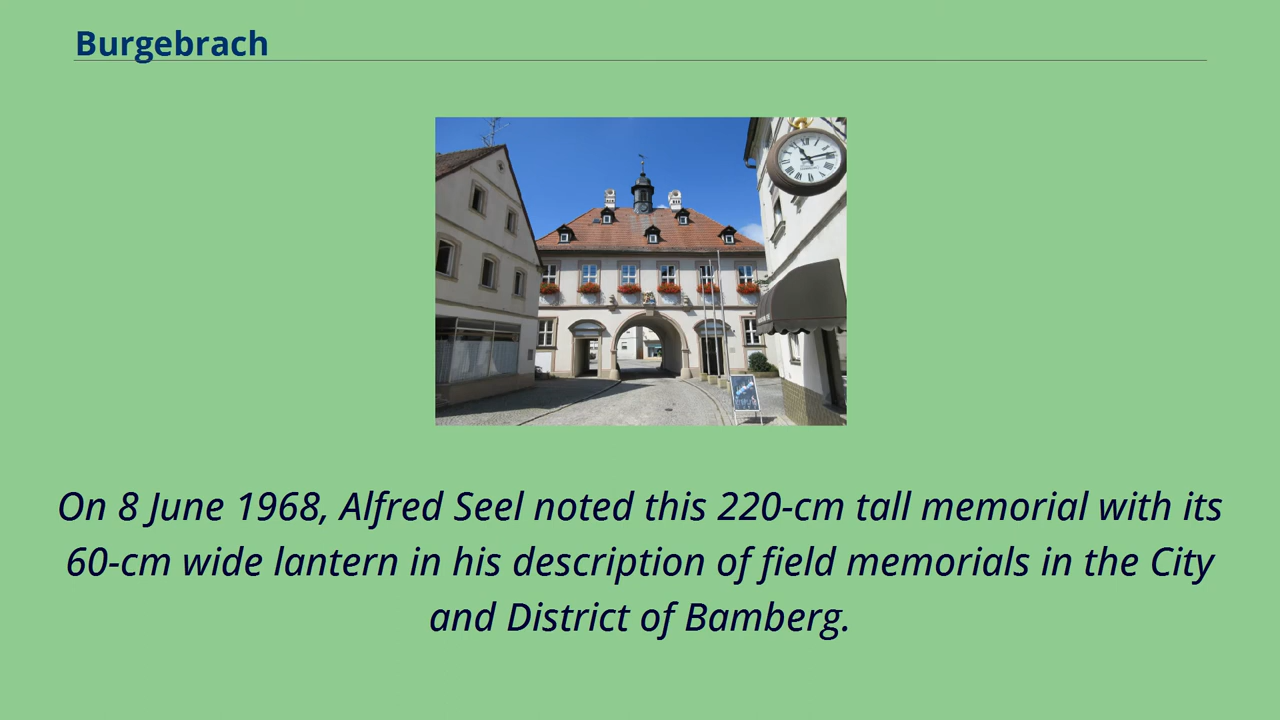 Burgebrach
On 8 June 1968, Alfred Seel noted this 220-cm tall memorial with its
60-cm wide lantern in his description of field memorials in the City
and District of Bamberg.